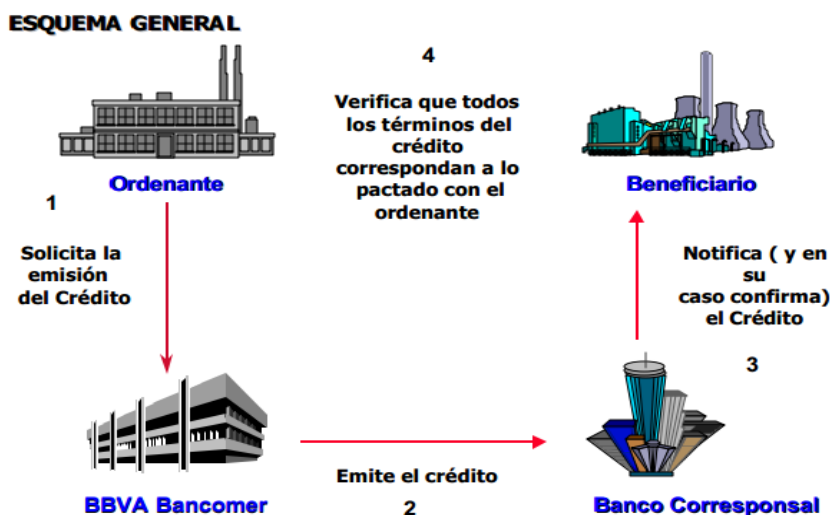 ESQUEMA GENERAL
4
Verifica que todos
los términos del
crédito
correspondan a lo
pactado con el
ordenante
Ordenante
Beneficiario
1
Solicita la
emisión
del Crédito
Notifica ( y en
su
caso confirma)
el Crédito
3
Emite el crédito
2
BBVA Bancomer
Banco Corresponsal